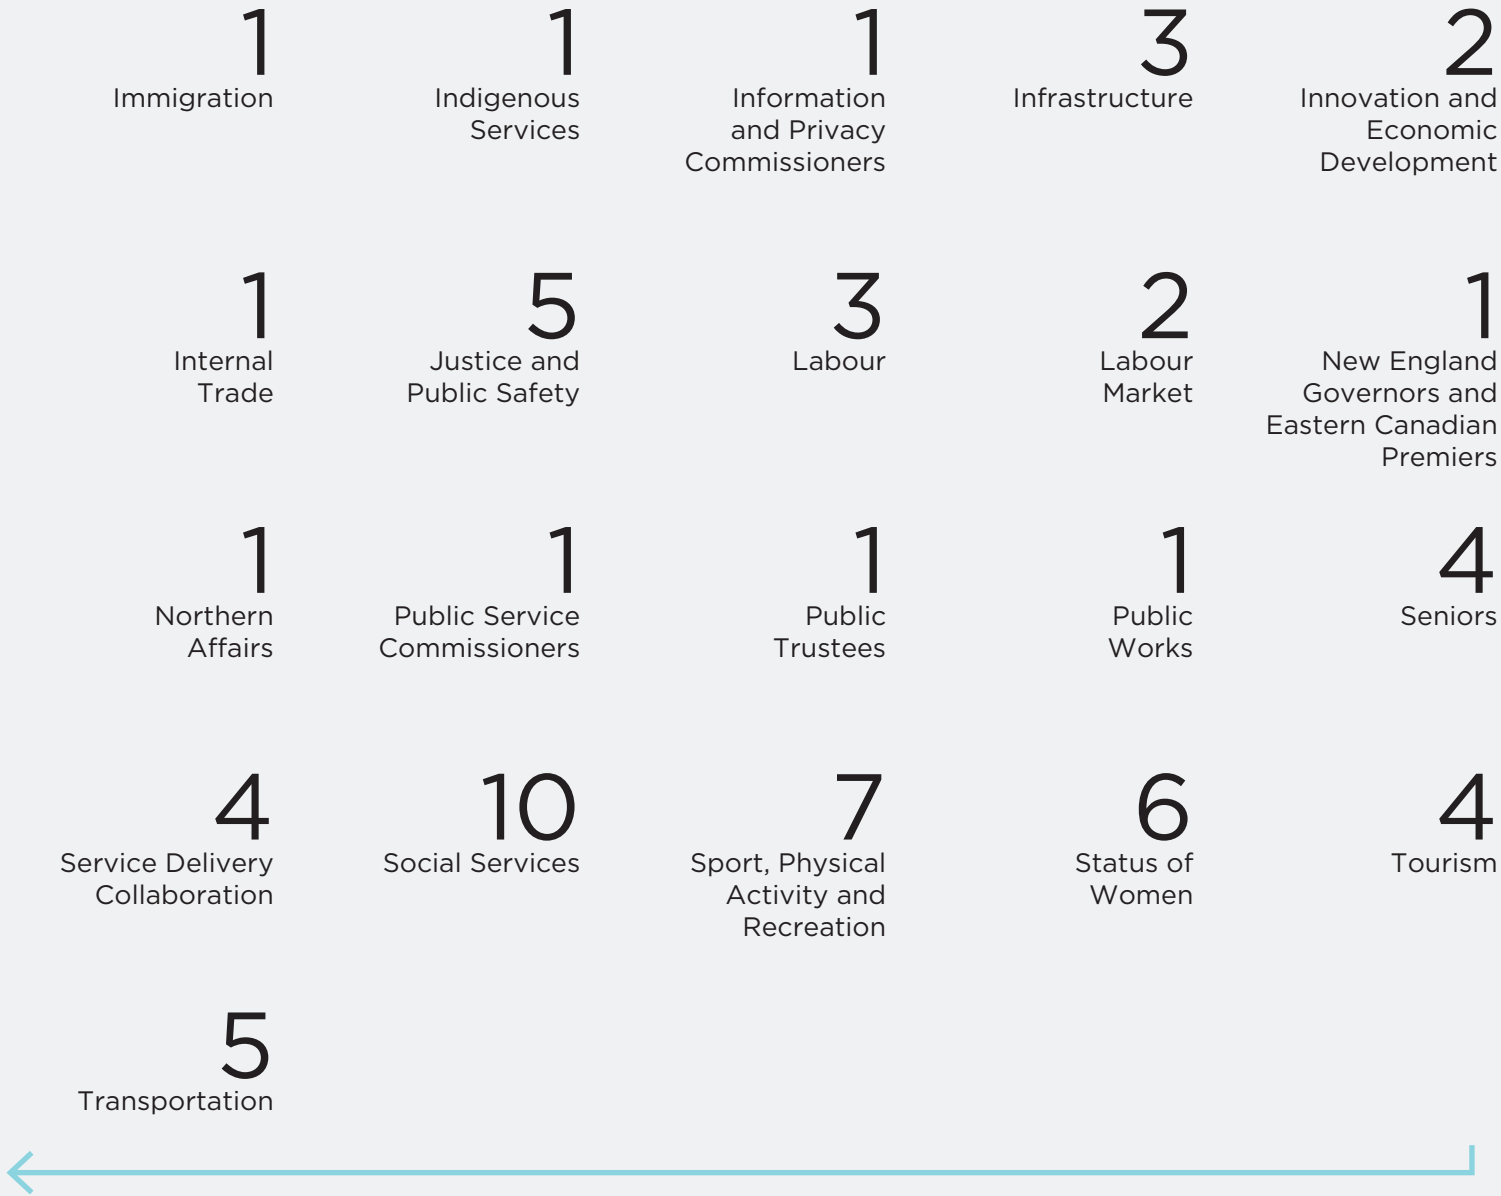 1
Immigration
1
Indigenous
Services
1
Information
and Privacy
Commissioners
3
Infrastructure
2
Innovation and
Economic
Development
1
Internal
Trade
5
Justice and
Public Safety
3
Labour
2
Labour
Market
1
New England
Governors and
Eastern Canadian
Premiers
1
Northern
Affairs
1
Public Service
Commissioners
1
Public
Trustees
1
Public
Works
4
Seniors
4
Service Delivery
Collaboration
10
Social Services
7
Sport, Physical
Activity and
Recreation
6
Status of
Women
4
Tourism
5
Transportation